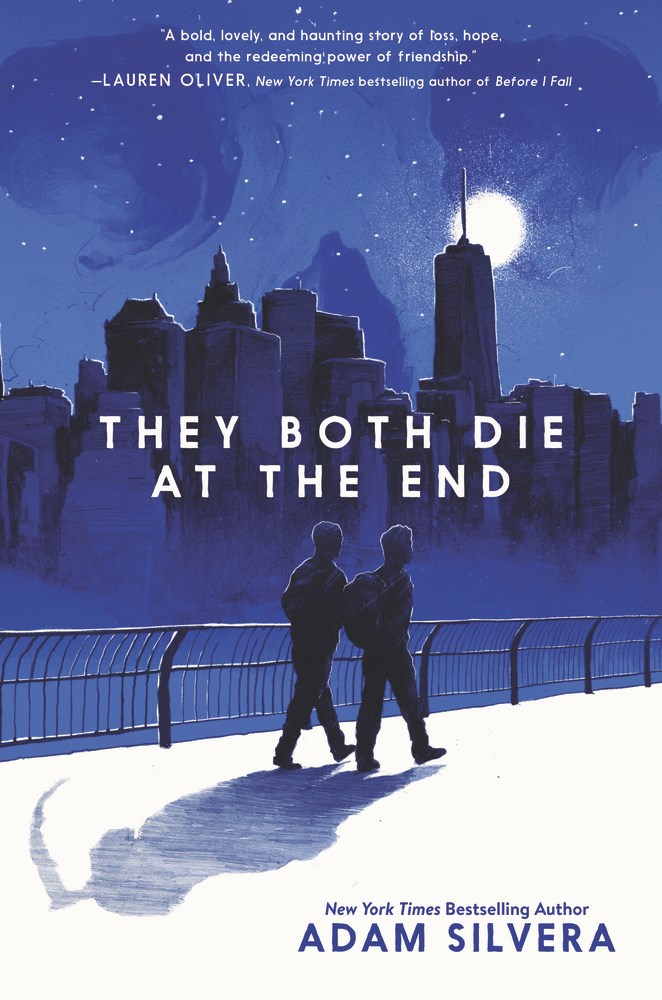 "A bold, lovely, and haunting story of loss, hope,
and the redeeming power of friendship."
—LAUREN OLIVER, New York Times bestselling author of Before I Fall
THEY BOTH DIE
AT THE END
New York Times Bestselling Author
ADAM SILVERA